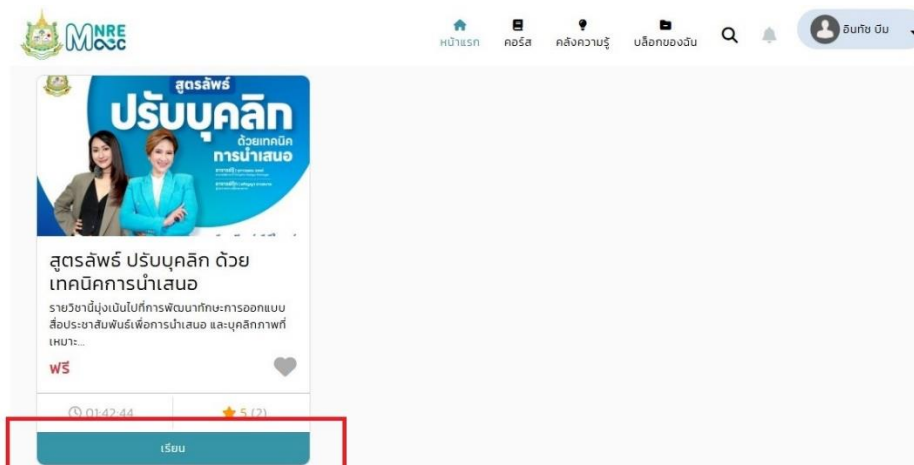 MNRE
MOOC
หน้าแรก
คอร์ส
คลังความรู้
บล็อกของฉัน
อินทัช บีม
สูตรลัพธ์
ปรับบุคลิก
ด้วยเทคนิค
การนำเสนอ
สูตรลัพธ์ ปรับบุคลิก ด้วย
เทคนิคการนำเสนอ
รายวิชานี้มุ่งเน้นไปที่การพัฒนาทักษะการออกแบบ
สื่อประชาสัมพันธ์เพื่อการนำเสนอ และบุคลิกภาพที่
เหมาะ...
ฟรี
01:42:44
5 (2)
เรียน